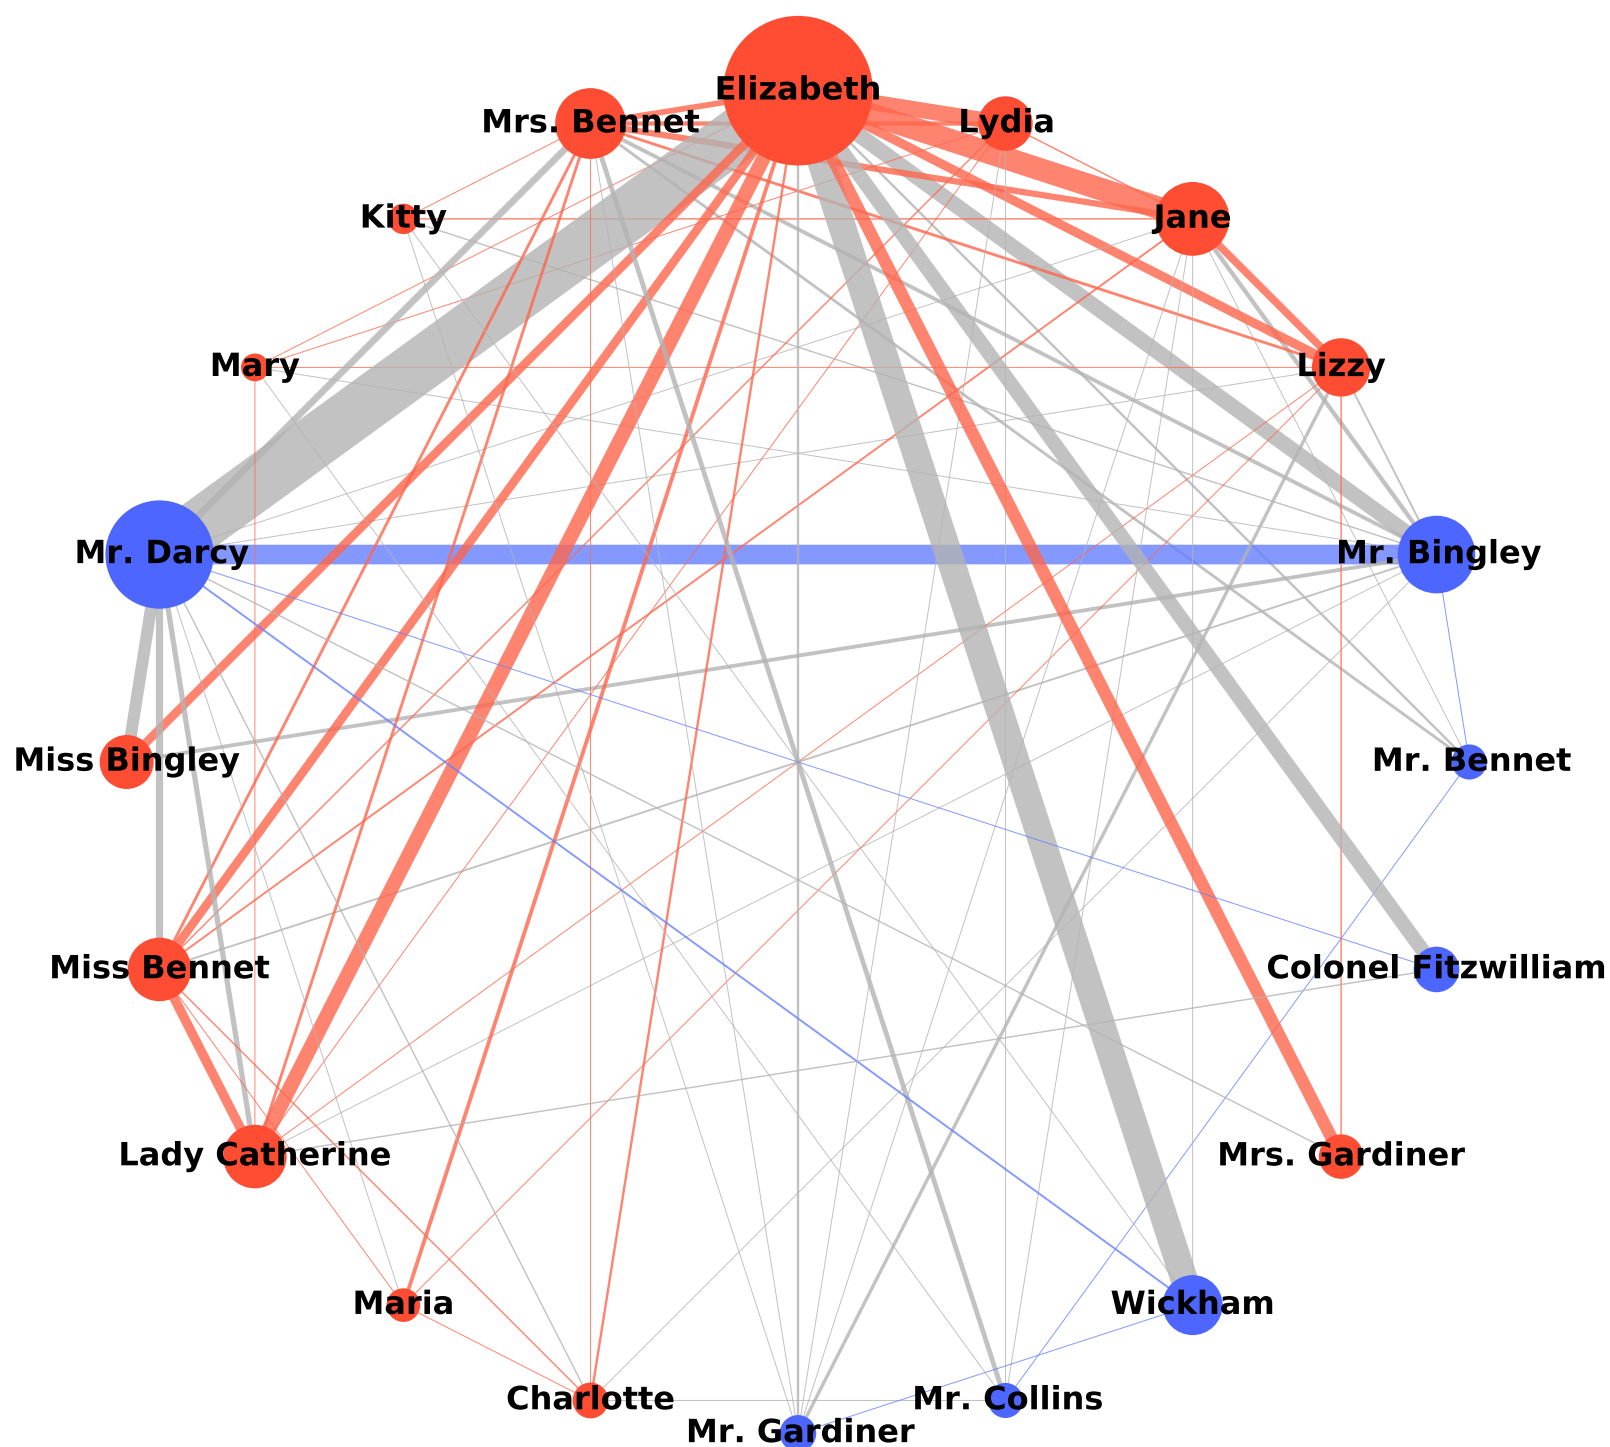 Elizabeth
Mrs. Bennet
Lydia
Kitty
Jane
Mary
Lizzy
Mr. Darcy
Mr. Bingley
Miss Bingley
Mr. Bennet
Miss Bennet
Colonel Fitzwilliam
Lady Catherine
Mrs. Gardiner
Maria
Wickham
Charlotte
Mr. Collins
Mr. Gardiner